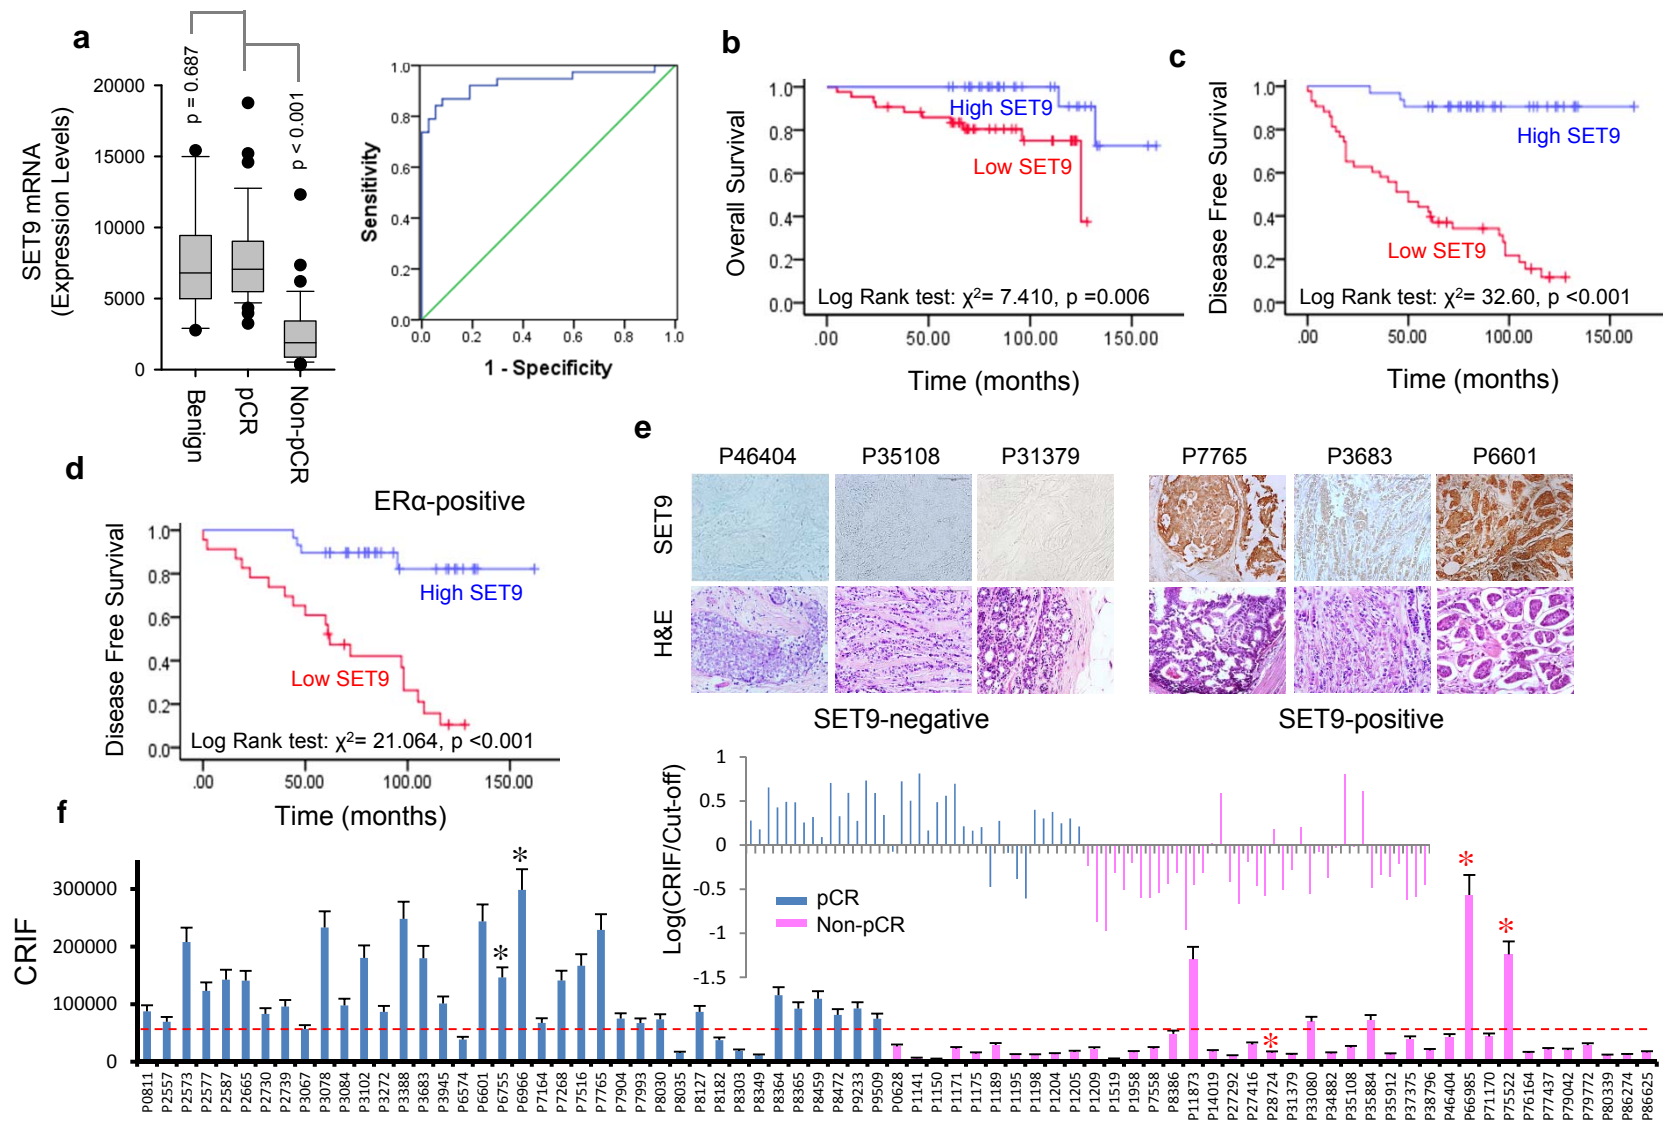 a
SET9 mRNA
(Expression Levels)
20000
15000
10000
5000
0
p = 0.687
p < 0.001
Benign
pCR
Non-pCR
Sensitivity
1.0
0.8
0.6
0.4
0.2
0.0
0.0 0.2 0.4 0.6 0.8 1.0
1 - Specificity
b
Overall Survival
1.0
0.8
0.6
0.4
0.2
0.0
High SET9
Low SET9
Log Rank test: χ²= 7.410, p =0.006
.00 50.00 100.00 150.00
Time (months)
c
Disease Free Survival
1.0
0.8
0.6
0.4
0.2
0.0
High SET9
Low SET9
Log Rank test: χ²= 32.60, p <0.001
.00 50.00 100.00 150.00
Time (months)
d
ERα-positive
Disease Free Survival
1.0
0.8
0.6
0.4
0.2
0.0
High SET9
Low SET9
Log Rank test: χ²= 21.064, p <0.001
.00 50.00 100.00 150.00
Time (months)
e
P46404 P35108 P31379 P7765 P3683 P6601
SET9
H&E
SET9-negative SET9-positive
f
CRIF
300000
200000
100000
0
* * * * *
Log(CRIF/Cut-off)
1
0.5
0
-0.5
-1
-1.5
pCR
Non-pCR
P0811 P2557 P2573 P2577 P2587 P2665 P2730 P2739 P3067 P3078 P3084 P3102 P3272 P3388 P3683 P3945 P6574 P6601 P6755 P6966 P7164 P7268 P7516 P7765 P7904 P7993 P8030 P8035 P8127 P8182 P8303 P8349 P8364 P8365 P8459 P8472 P9233 P9509 P0628 P1141 P1150 P1171 P1175 P1189 P1195 P1198 P1204 P1205 P1209 P1519 P1958 P7558 P8386 P11873 P14019 P27292 P27416 P28724 P31379 P33080 P34882 P35108 P35884 P35912 P37375 P38796 P46404 P66985 P71170 P75522 P76164 P77437 P79042 P79772 P80339 P86274 P86625